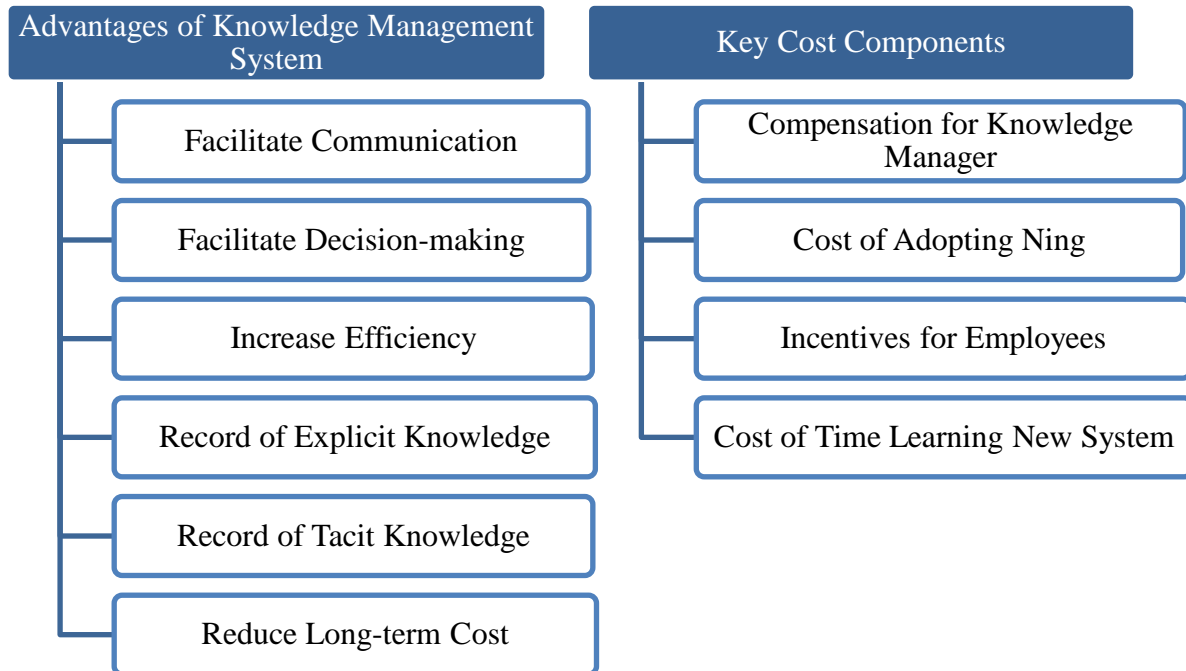 Advantages of Knowledge Management
System
Facilitate Communication
Facilitate Decision-making
Increase Efficiency
Record of Explicit Knowledge
Record of Tacit Knowledge
Reduce Long-term Cost
Key Cost Components
Compensation for Knowledge
Manager
Cost of Adopting Ning
Incentives for Employees
Cost of Time Learning New System